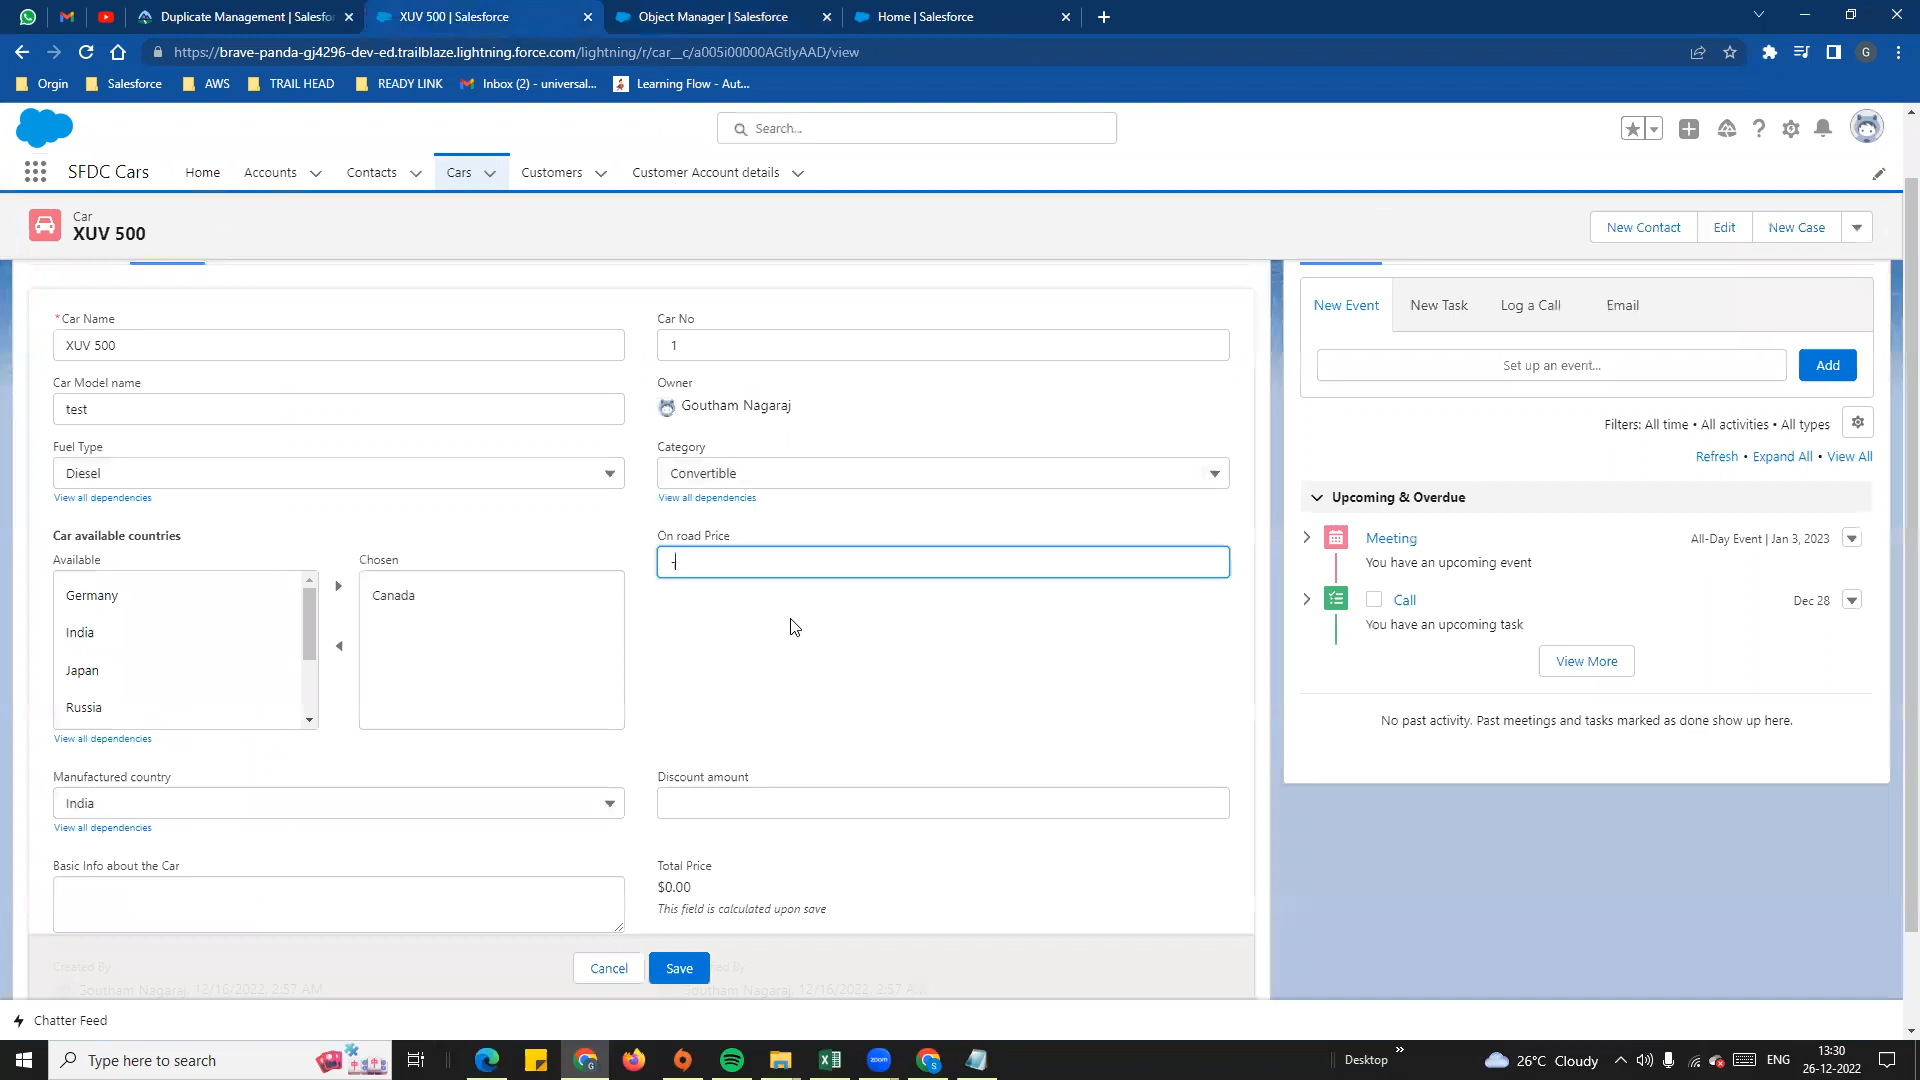 Duplicate Management | Salesfo
XUV 500 | Salesforce
Object Manager | Salesforce
Home | Salesforce
https://brave-panda-gj4296-dev-ed.trailblaze.lightning.force.com/lightning/r/car__c/a005i00000AGtlyAAD/view
G
Orgin
Salesforce
AWS
TRAIL HEAD
READY LINK
Inbox (2) - universal...
Learning Flow - Aut...
Search...
SFDC Cars
Home
Accounts
Contacts
Cars
Customers
Customer Account details
Car
XUV 500
New Contact
Edit
New Case
*Car Name
XUV 500
Car No
1
Car Model name
test
Owner
Goutham Nagaraj
Fuel Type
Diesel
View all dependencies
Category
Convertible
View all dependencies
Car available countries
Available
Germany
India
Japan
Russia
Chosen
Canada
View all dependencies
On road Price
-
Manufactured country
India
View all dependencies
Discount amount
Basic Info about the Car
Total Price
$0.00
This field is calculated upon save
Created By
Goutham Nagaraj, 12/16/2022, 2:57 AM
Goutham Nagaraj, 12/16/2022, 2:57 AM
Cancel
Save
New Event
New Task
Log a Call
Email
Set up an event...
Add
Filters: All time • All activities • All types
Refresh • Expand All • View All
Upcoming & Overdue
Meeting
All-Day Event | Jan 3, 2023
You have an upcoming event
Call
Dec 28
You have an upcoming task
View More
No past activity. Past meetings and tasks marked as done show up here.
Chatter Feed
Type here to search
Desktop
26°C Cloudy
ENG
13:30
26-12-2022